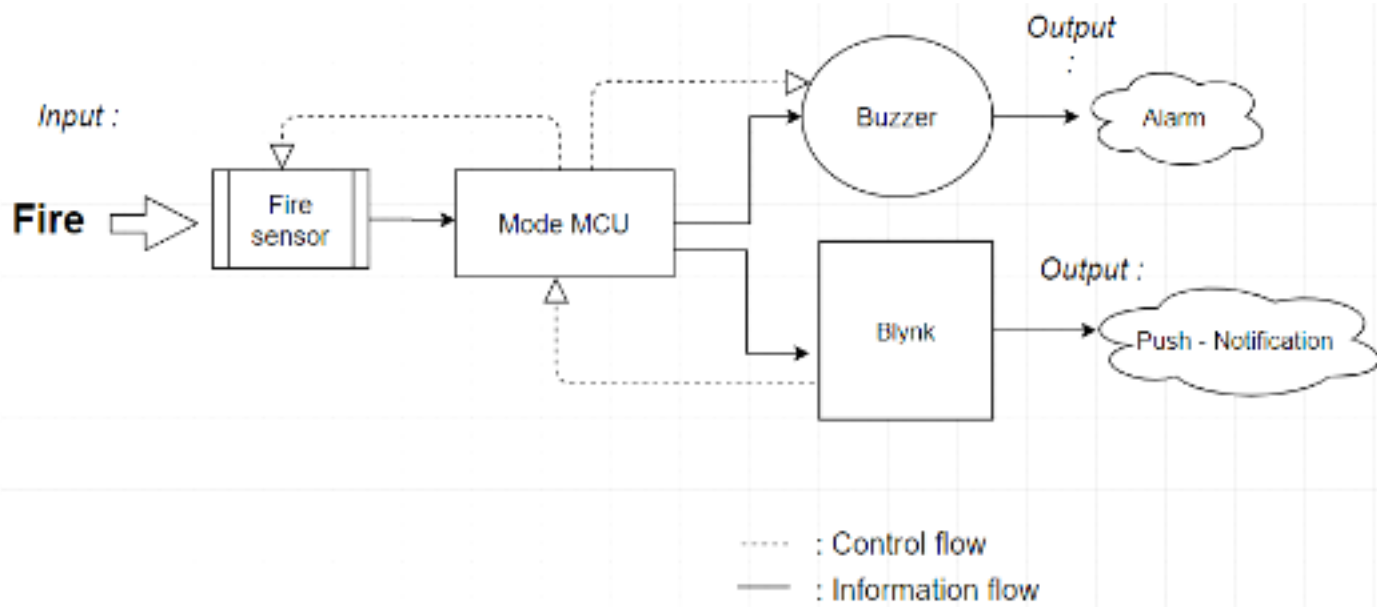 Output
:
Input :
Buzzer
Alarm
Fire
Fire
sensor
Mode MCU
Output :
Blynk
Push - Notification
: Control flow
: Information flow